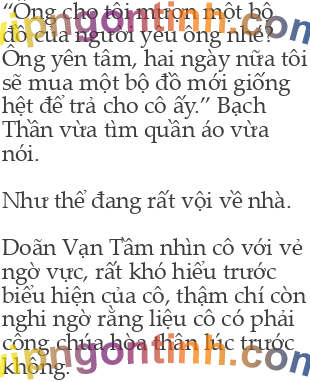 “Ông cho tôi mượn một bộ
đồ của người yêu ông nhé?
Ông yên tâm, hai ngày nữa tôi
sẽ mua một bộ đồ mới giống
hệt để trả cho cô ấy.” Bạch
Thần vừa tìm quần áo vừa
nói.
Như thể đang rất vội về nhà.
Doãn Vạn Tầm nhìn cô với vẻ
ngờ vực, rất khó hiểu trước
biểu hiện của cô, thậm chí còn
nghi ngờ rằng liệu cô có phải
công chúa hòa thân lúc trước
không.
vipngontinh.com
vipngontinh.com